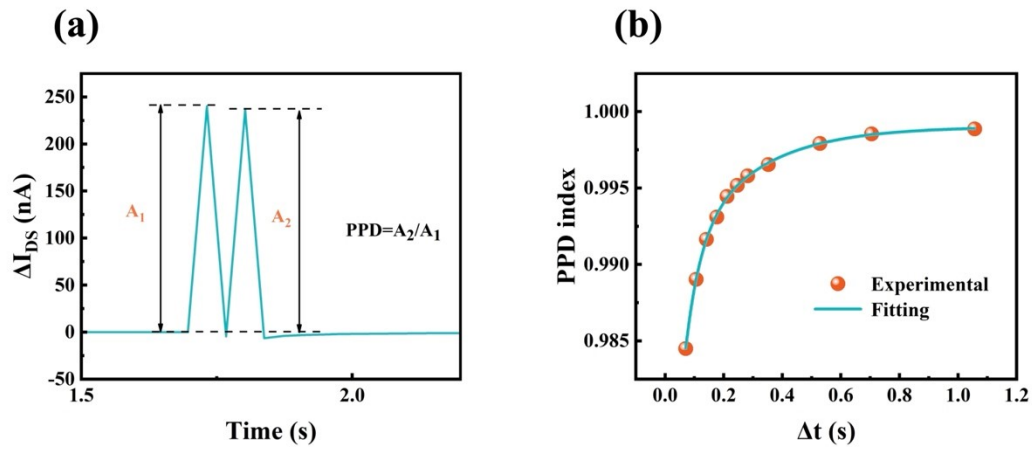 (a)
250
200
150
100
50
0
-50
ΔI_DS (nA)
A₁
A₂
PPD=A₂/A₁
1.5
2.0
Time (s)
(b)
1.000
0.995
0.990
0.985
PPD index
Experimental
Fitting
0.0 0.2 0.4 0.6 0.8 1.0 1.2
Δt (s)